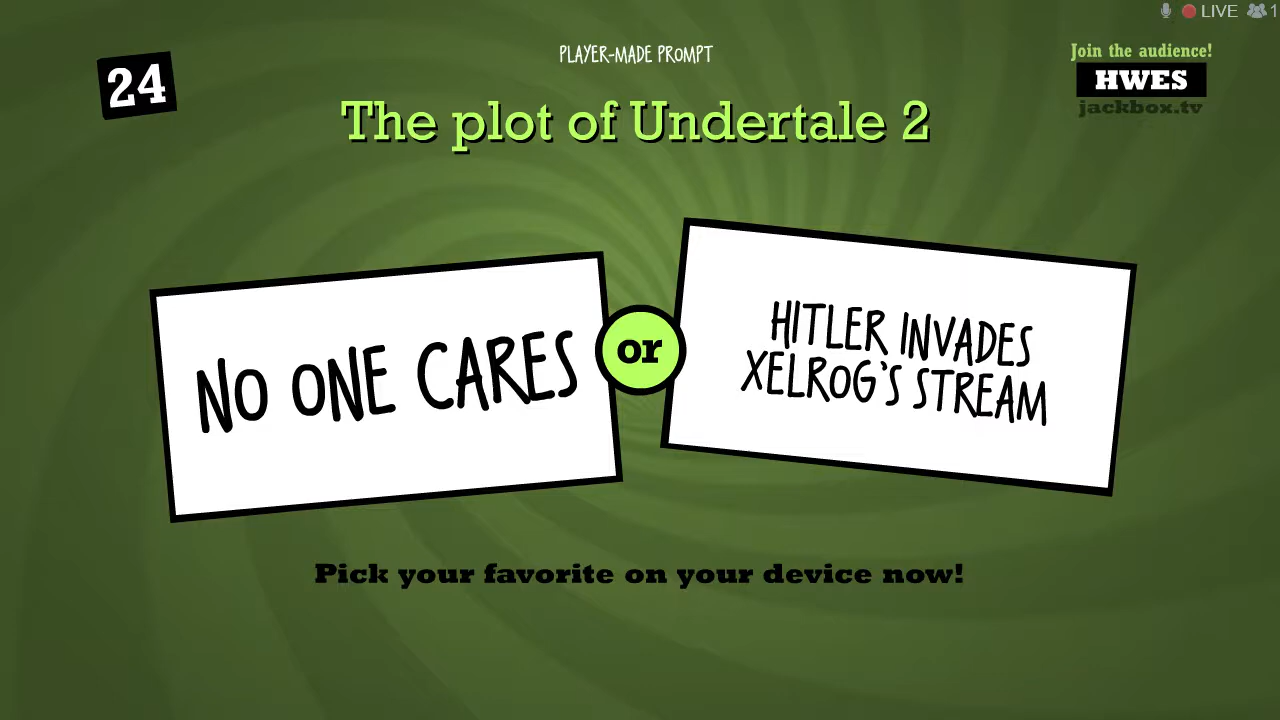 LIVE 1
24
PLAYER-MADE PROMPT
The plot of Undertale 2
Join the audience!
HWES
jackbox.tv
NO ONE CARES
or
HITLER INVADES
XELROG'S STREAM
Pick your favorite on your device now!